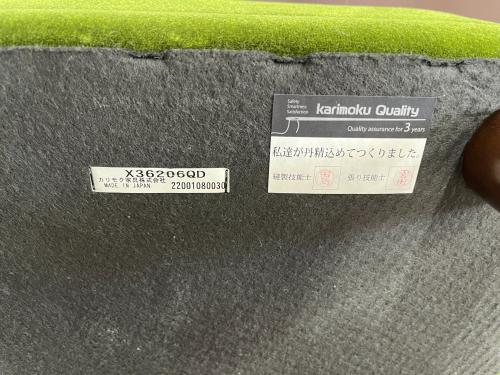 X36206QD
カリモク家具株式会社
MADE IN JAPAN 22001080030
Safety
Smartness
Satisfaction
karimoku Quality
Quality assurance for 3 years
私達が丹精込めてつくりました。
縫製技能士 張り技能士